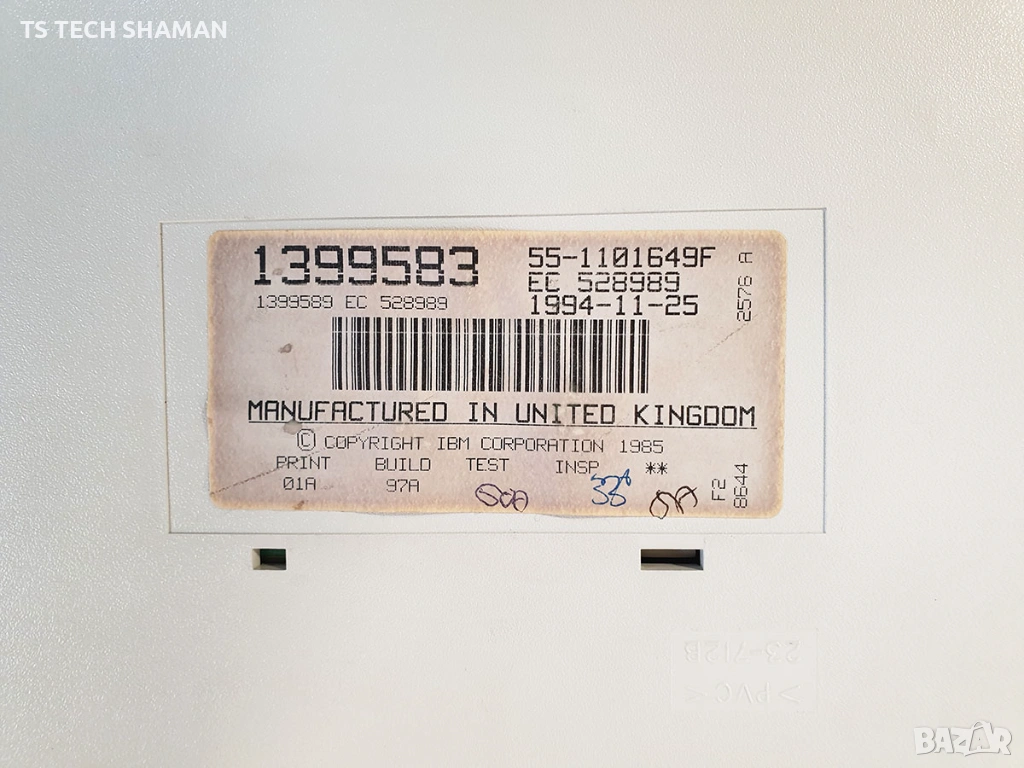 TS TECH SHAMAN
1399583
55-1101649F
EC 528989
1399589 EC 528989
1994-11-25
2576 A
MANUFACTURED IN UNITED KINGDOM
© COPYRIGHT IBM CORPORATION 1985
PRINT BUILD TEST INSP **
01A 97A
F2
8644
23-712B
> PVC <
BAZAR